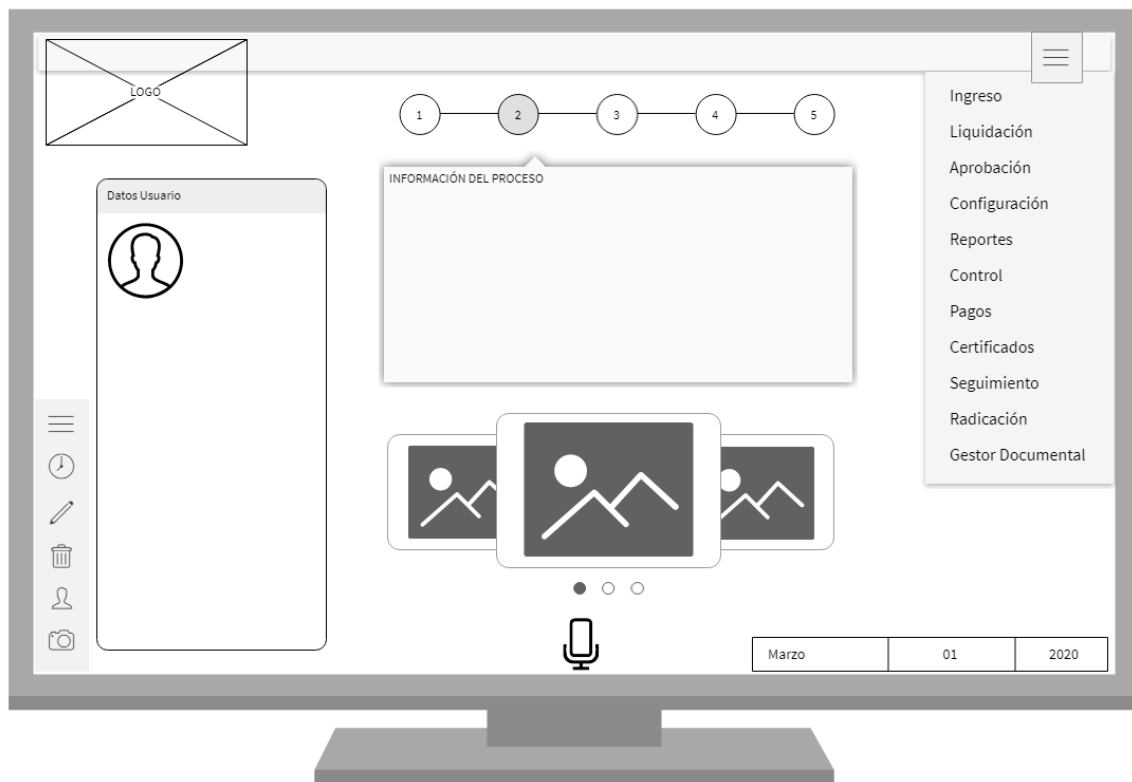 LOGO
1
2
3
4
5
INFORMACIÓN DEL PROCESO
Datos Usuario
Ingreso
Liquidación
Aprobación
Configuración
Reportes
Control
Pagos
Certificados
Seguimiento
Radicación
Gestor Documental
Marzo 01 2020